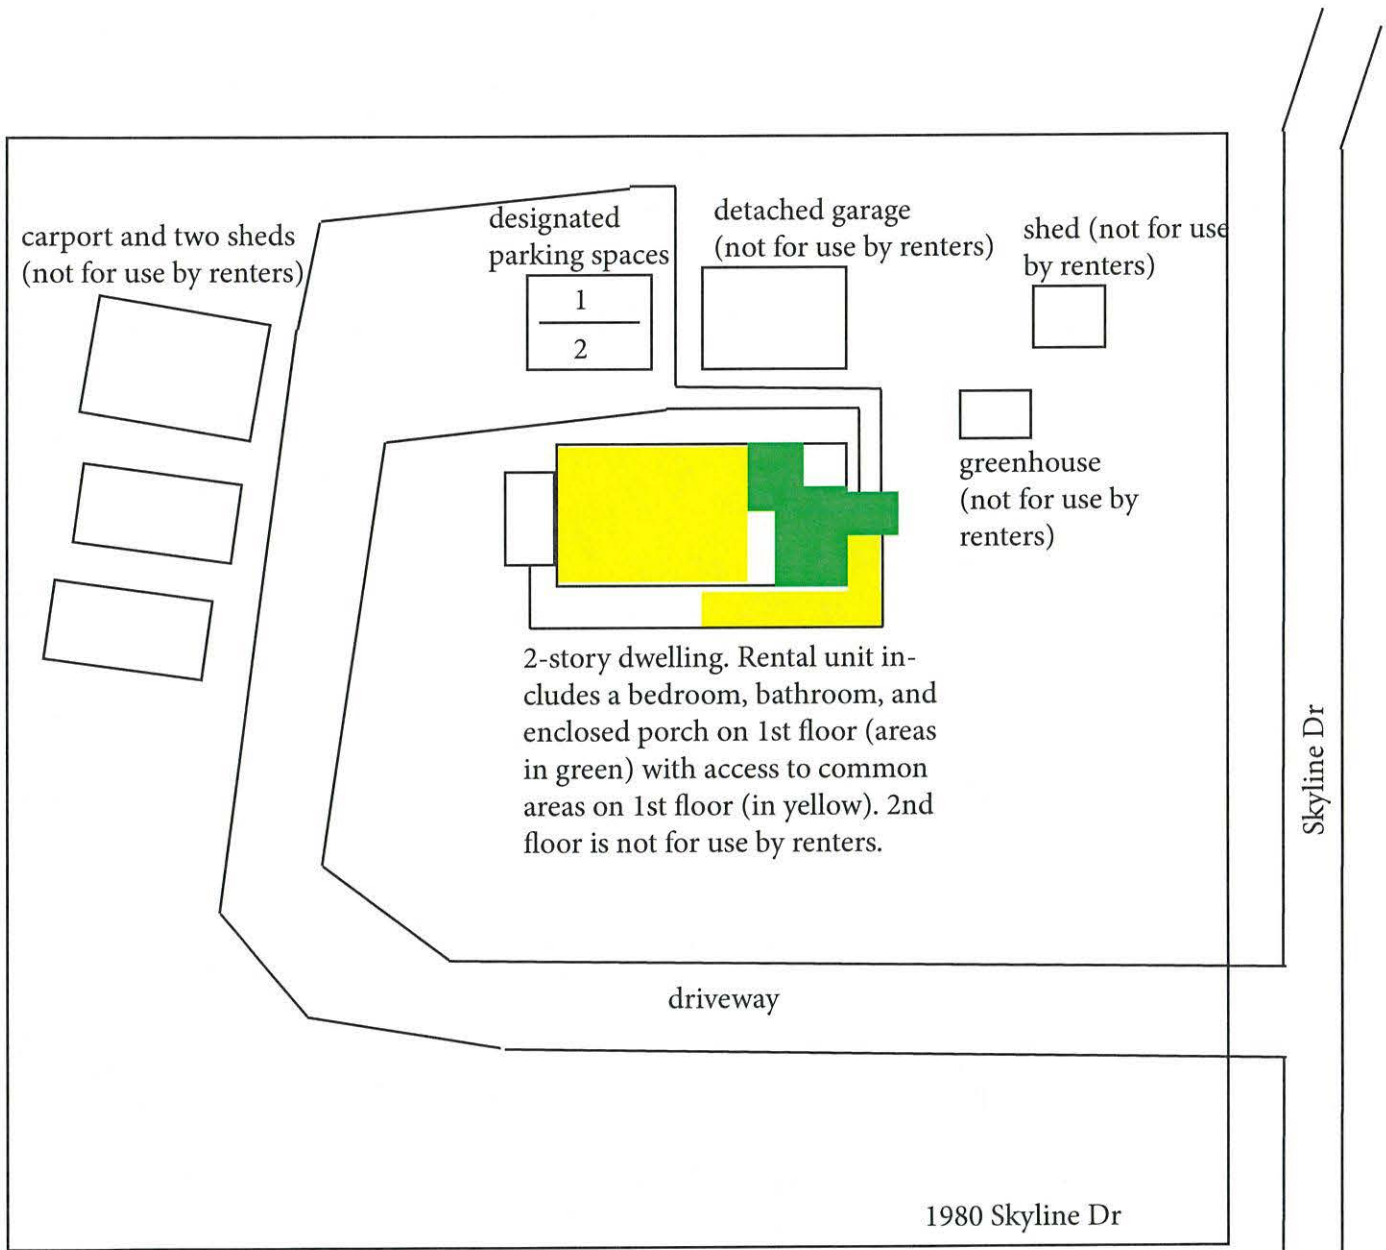 designated
parking spaces
1
2
detached garage
(not for use by renters)
shed (not for use
by renters)
carport and two sheds
(not for use by renters)
greenhouse
(not for use by
renters)
2-story dwelling. Rental unit in-
cludes a bedroom, bathroom, and
enclosed porch on 1st floor (areas
in green) with access to common
areas on 1st floor (in yellow). 2nd
floor is not for use by renters.
Skyline Dr
driveway
1980 Skyline Dr